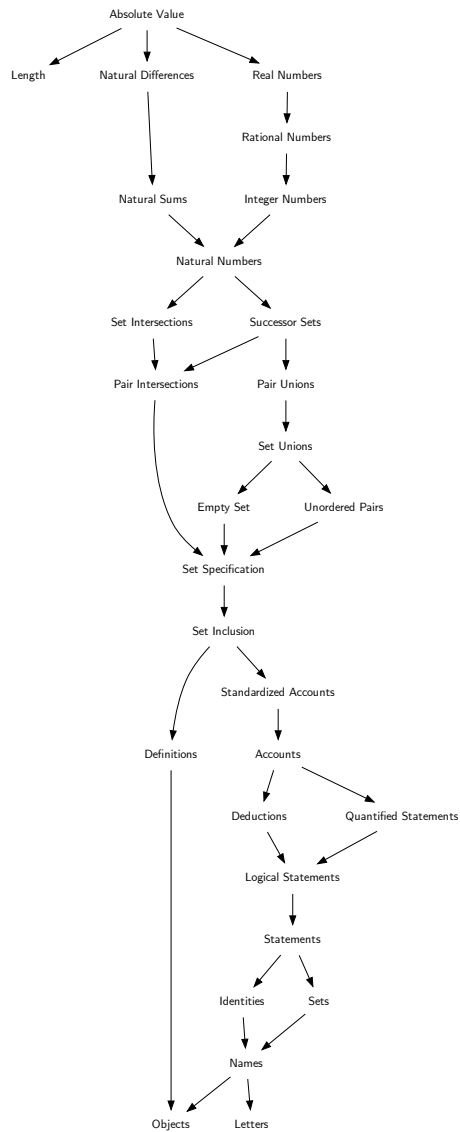 Absolute Value
Length
Natural Differences
Real Numbers
Rational Numbers
Natural Sums
Integer Numbers
Natural Numbers
Set Intersections
Successor Sets
Pair Intersections
Pair Unions
Set Unions
Empty Set
Unordered Pairs
Set Specification
Set Inclusion
Standardized Accounts
Definitions
Accounts
Deductions
Quantified Statements
Logical Statements
Statements
Identities
Sets
Names
Objects
Letters